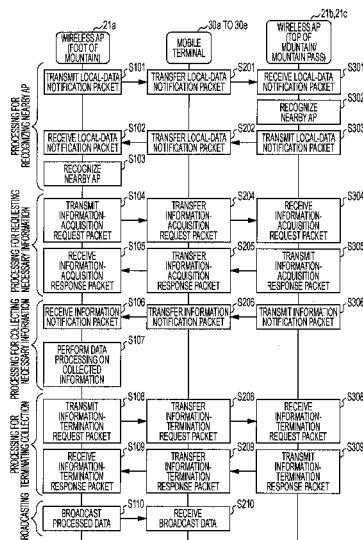 21a
WIRELESS AP
(FOOT OF
MOUNTAIN)
30a TO 30e
MOBILE
TERMINAL
21b, 21c
WIRELESS AP
(TOP OF
MOUNTAIN/
MOUNTAIN PASS)
PROCESSING FOR
RECOGNIZING NEARBY AP
S101
TRANSMIT LOCAL-DATA
NOTIFICATION PACKET
S201
TRANSFER LOCAL-DATA
NOTIFICATION PACKET
S301
RECEIVE LOCAL-DATA
NOTIFICATION PACKET
S302
RECOGNIZE
NEARBY AP
S102
RECEIVE LOCAL-DATA
NOTIFICATION PACKET
S202
TRANSFER LOCAL-DATA
NOTIFICATION PACKET
S303
TRANSMIT LOCAL-DATA
NOTIFICATION PACKET
S103
RECOGNIZE
NEARBY AP
PROCESSING FOR REQUESTING
NECESSARY INFORMATION
S104
TRANSMIT
INFORMATION-
ACQUISITION
REQUEST PACKET
S204
TRANSFER
INFORMATION-
ACQUISITION
REQUEST PACKET
S304
RECEIVE
INFORMATION-
ACQUISITION
REQUEST PACKET
S105
RECEIVE
INFORMATION-
ACQUISITION
RESPONSE PACKET
S205
TRANSFER
INFORMATION-
ACQUISITION
RESPONSE PACKET
S305
TRANSMIT
INFORMATION-
ACQUISITION
RESPONSE PACKET
PROCESSING FOR COLLECTING
NECESSARY INFORMATION
S106
RECEIVE INFORMATION
NOTIFICATION PACKET
S206
TRANSFER INFORMATION
NOTIFICATION PACKET
S306
TRANSMIT INFORMATION
NOTIFICATION PACKET
S107
PERFORM DATA
PROCESSING ON
COLLECTED
INFORMATION
PROCESSING FOR
TERMINATING COLLECTION
S108
TRANSMIT
INFORMATION-
TERMINATION
REQUEST PACKET
S208
TRANSFER
INFORMATION-
TERMINATION
REQUEST PACKET
S308
RECEIVE
INFORMATION-
TERMINATION
REQUEST PACKET
S109
RECEIVE
INFORMATION-
TERMINATION
RESPONSE PACKET
S209
TRANSFER
INFORMATION-
TERMINATION
RESPONSE PACKET
S309
TRANSMIT
INFORMATION-
TERMINATION
RESPONSE PACKET
BROADCASTING
S110
BROADCAST
PROCESSED DATA
S210
RECEIVE
BROADCAST DATA